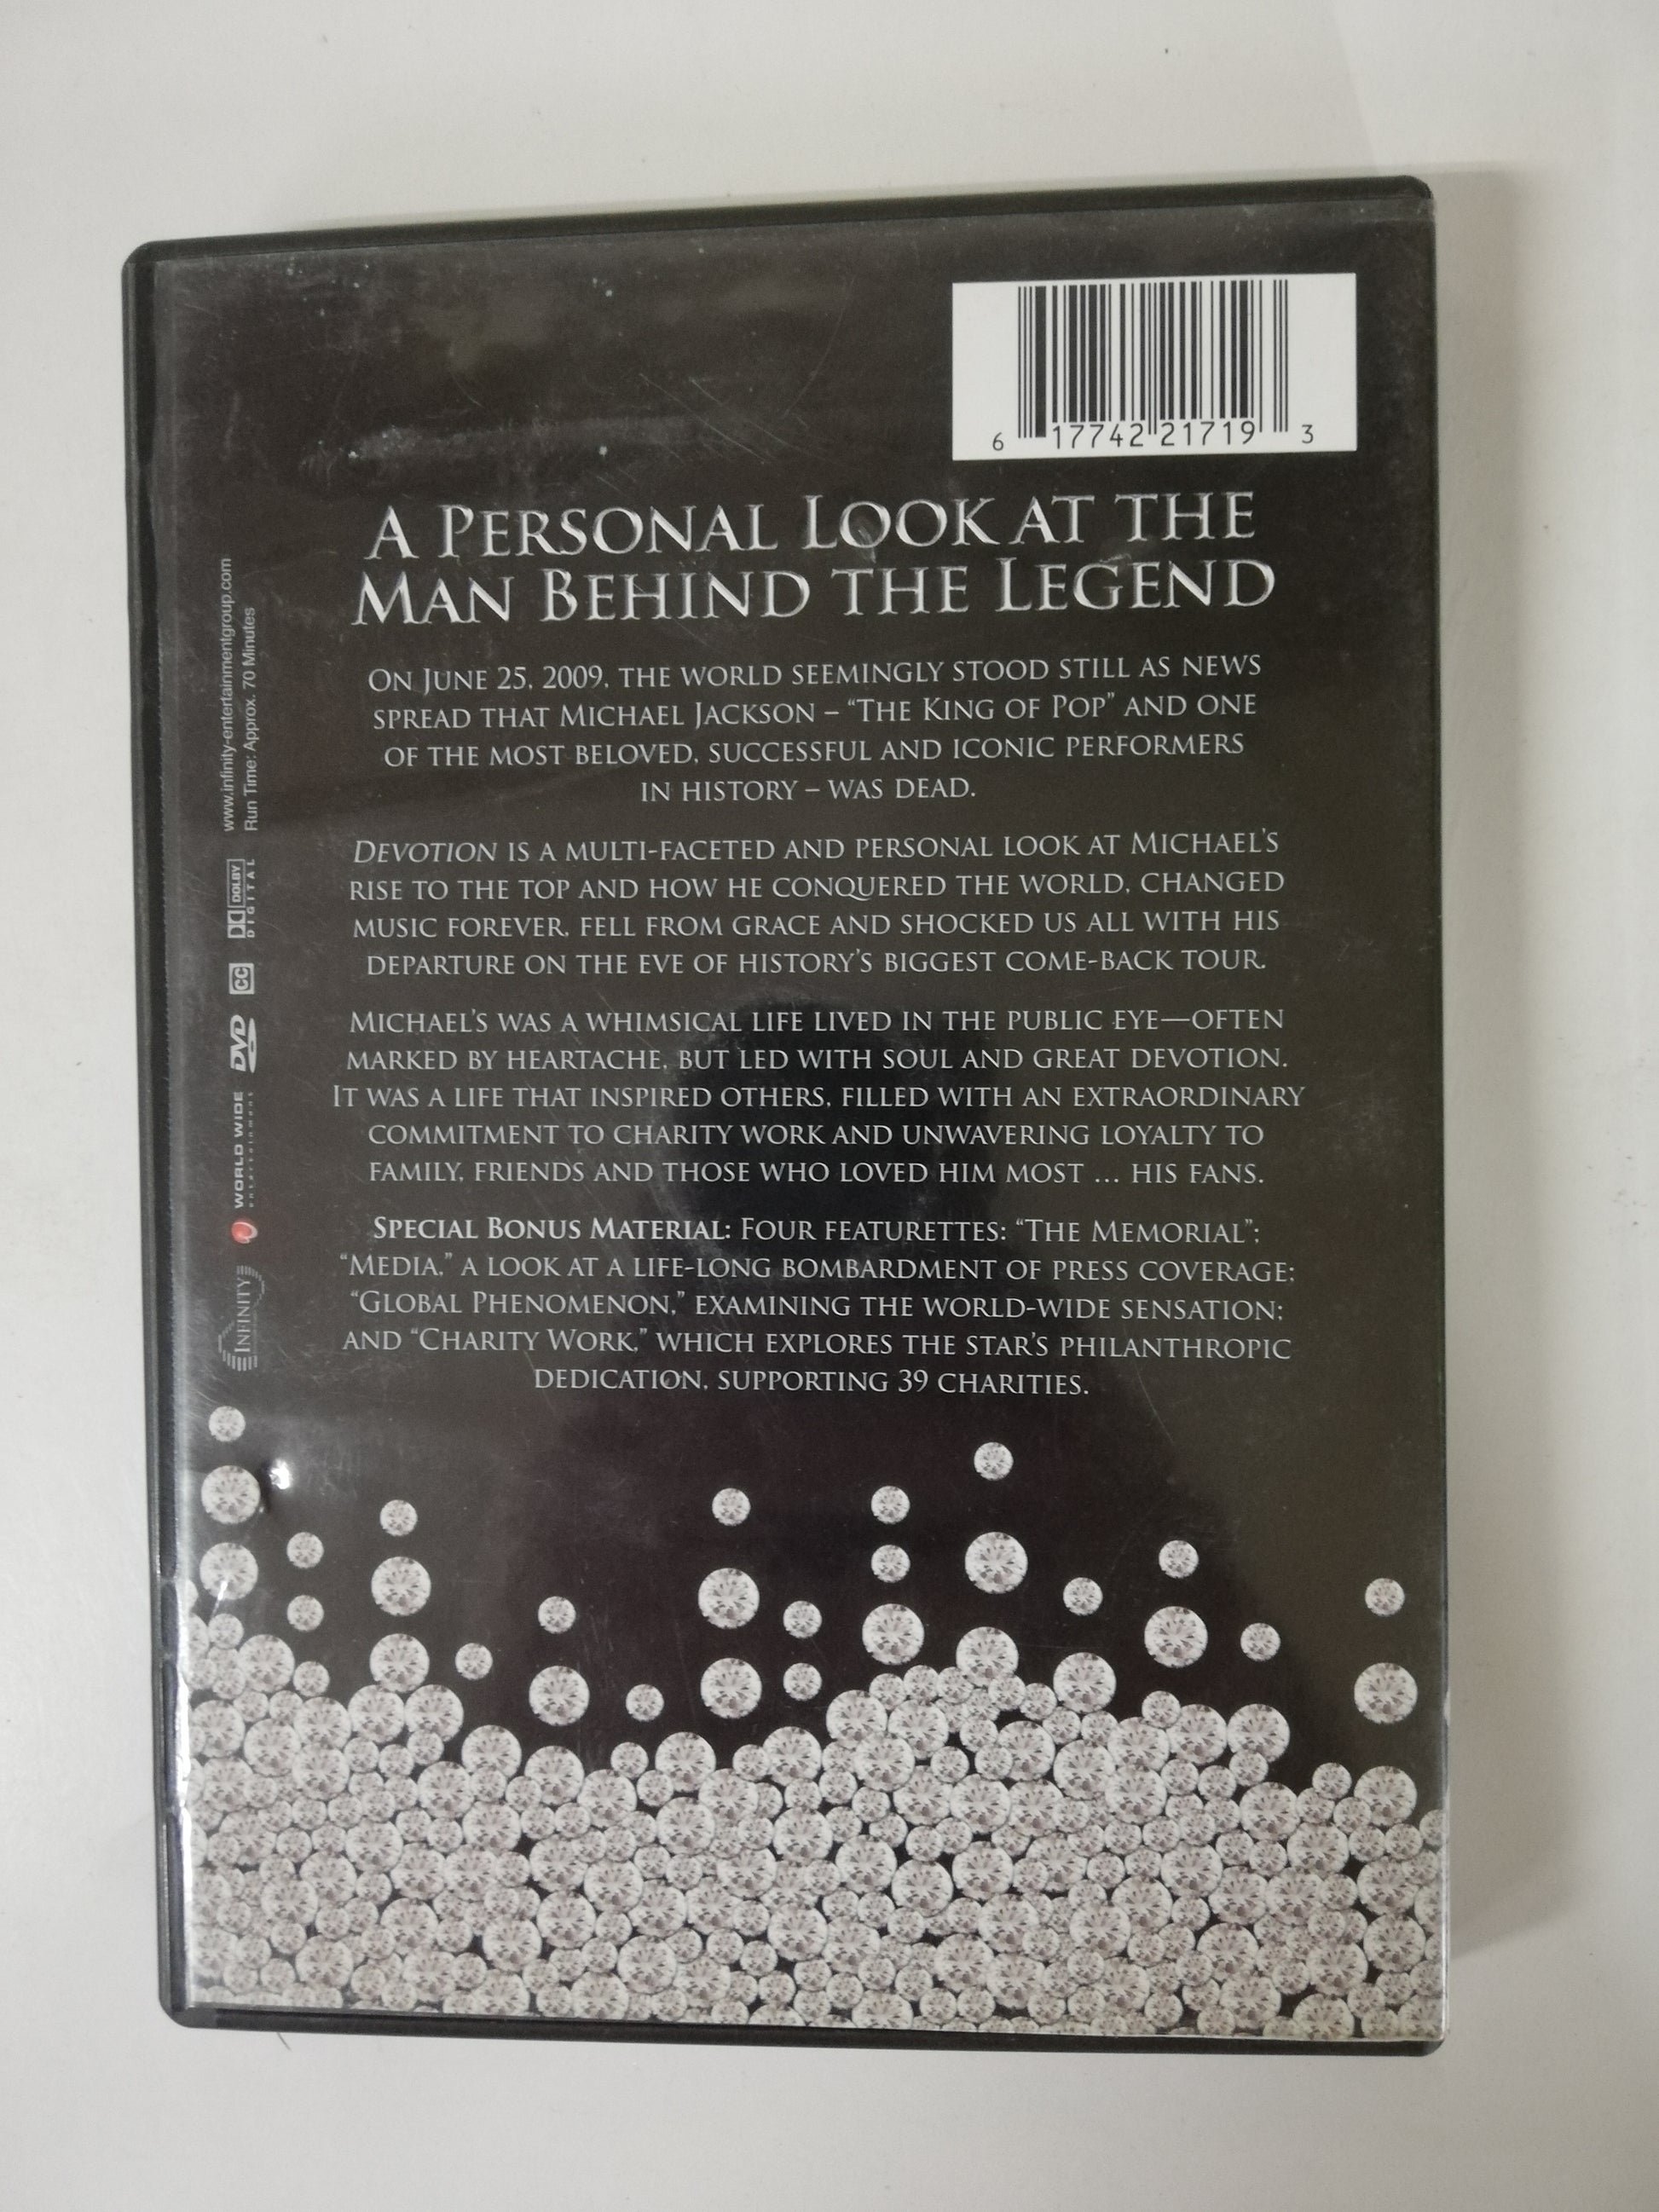 6 17742 21719 3
A Personal Look at the
Man Behind the Legend
On June 25, 2009, the world seemingly stood still as news
spread that Michael Jackson – “The King of Pop” and one
of the most beloved, successful and iconic performers
in history – was dead.
Devotion is a multi-faceted and personal look at Michael’s
rise to the top and how he conquered the world, changed
music forever, fell from grace and shocked us all with his
departure on the eve of history’s biggest come-back tour.
Michael’s was a whimsical life lived in the public eye—often
marked by heartache, but led with soul and great devotion.
It was a life that inspired others, filled with an extraordinary
commitment to charity work and unwavering loyalty to
family, friends and those who loved him most … his fans.
Special Bonus Material: Four featurettes: “The Memorial”;
“Media,” a look at a life-long bombardment of press coverage;
“Global Phenomenon,” examining the world-wide sensation;
and “Charity Work,” which explores the star’s philanthropic
dedication, supporting 39 charities.
INFINITY
WORLD WIDE
ENTERTAINMENT
DVD
CC
DOLBY
DIGITAL
www.infinity-entertainmentgroup.com
Run Time: Approx. 70 Minutes